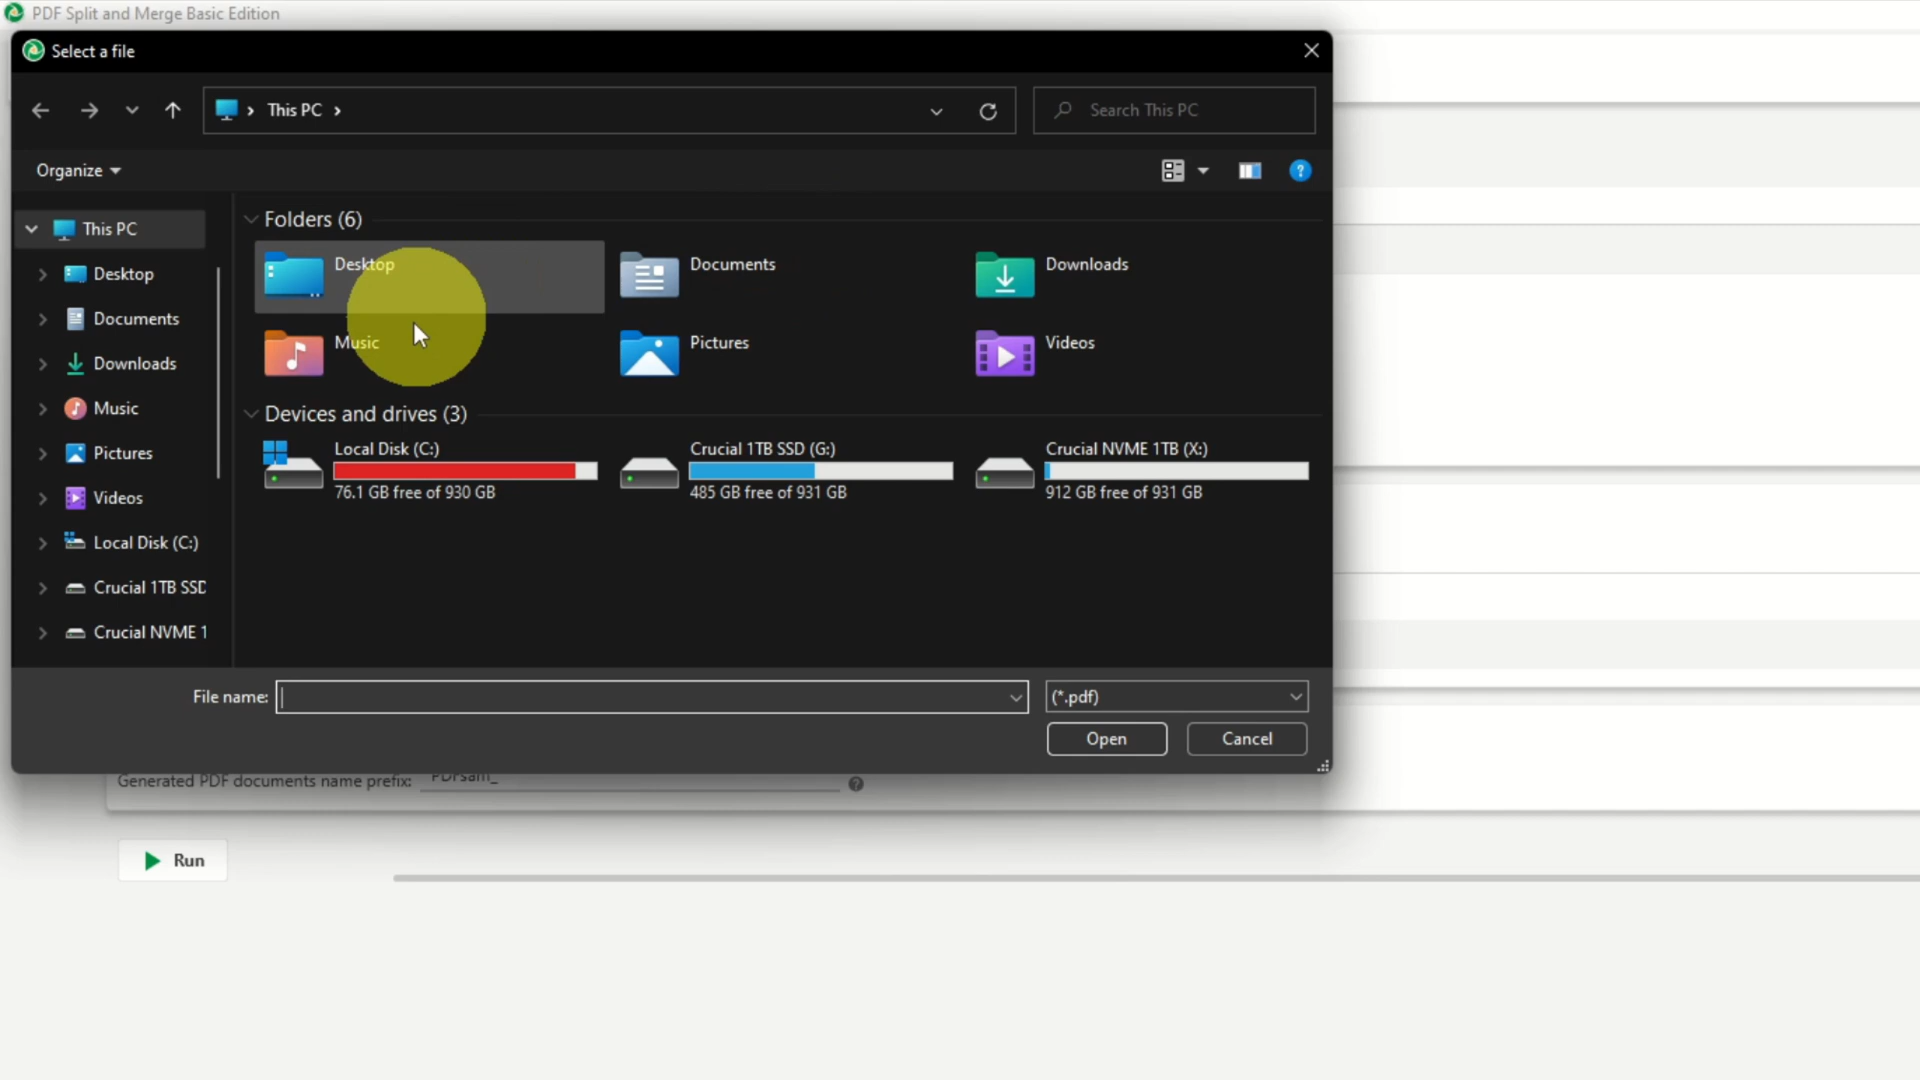 PDF Split and Merge Basic Edition
Select a file
This PC
Search This PC
Organize
This PC
Desktop
Documents
Downloads
Music
Pictures
Videos
Local Disk (C:)
Crucial 1TB SSD
Crucial NVME 1
Folders (6)
Desktop
Documents
Downloads
Music
Pictures
Videos
Devices and drives (3)
Local Disk (C:)
76.1 GB free of 930 GB
Crucial 1TB SSD (G:)
485 GB free of 931 GB
Crucial NVME 1TB (X:)
912 GB free of 931 GB
File name:
(*.pdf)
Open
Cancel
Generated PDF documents name prefix:
PDFsam_
Run